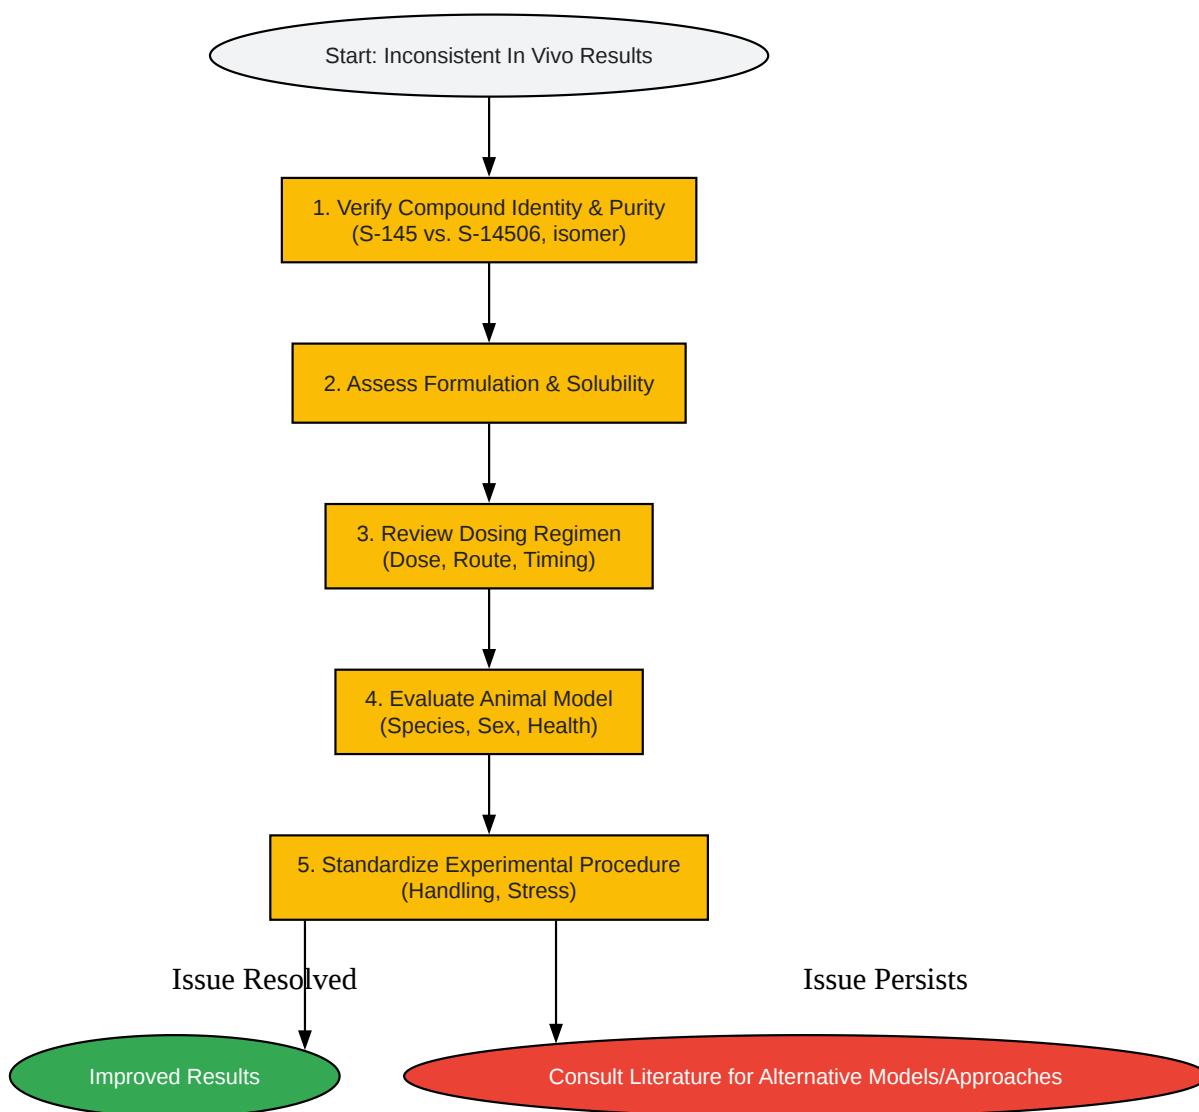 Start: Inconsistent In Vivo Results
1. Verify Compound Identity & Purity
(S-145 vs. S-14506, isomer)
2. Assess Formulation & Solubility
3. Review Dosing Regimen
(Dose, Route, Timing)
4. Evaluate Animal Model
(Species, Sex, Health)
5. Standardize Experimental Procedure
(Handling, Stress)
Issue Resolved
Issue Persists
Improved Results
Consult Literature for Alternative Models/Approaches